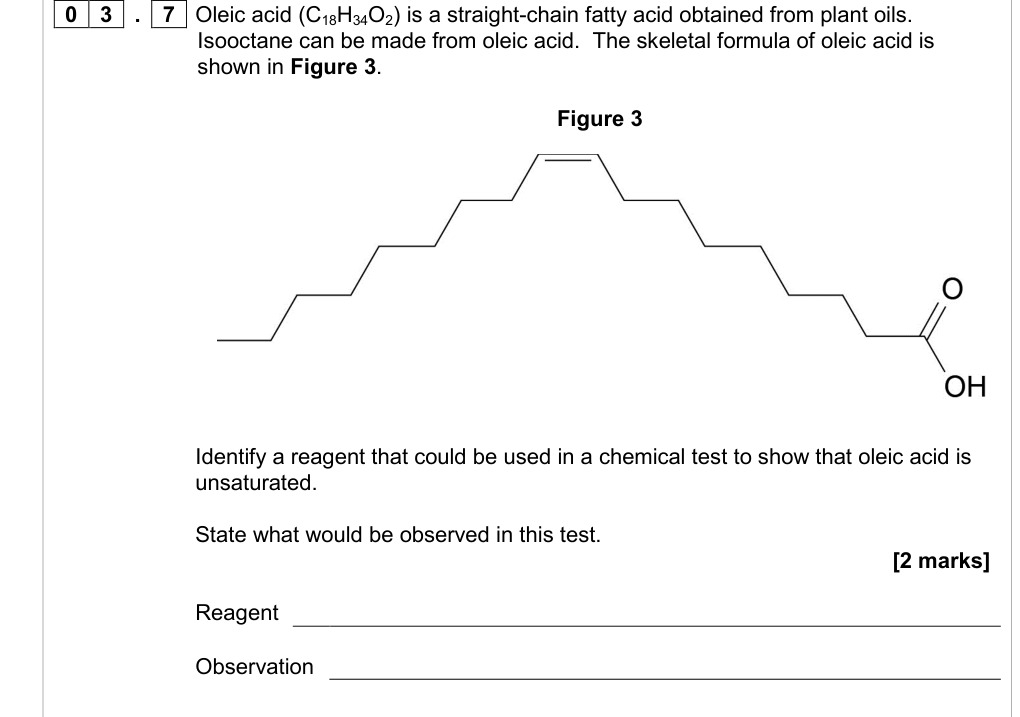 0 3 . 7 Oleic acid (C₁₈H₃₄O₂) is a straight-chain fatty acid obtained from plant oils.
Isooctane can be made from oleic acid. The skeletal formula of oleic acid is
shown in Figure 3.
Figure 3
O
OH
Identify a reagent that could be used in a chemical test to show that oleic acid is
unsaturated.
State what would be observed in this test.
[2 marks]
Reagent
Observation